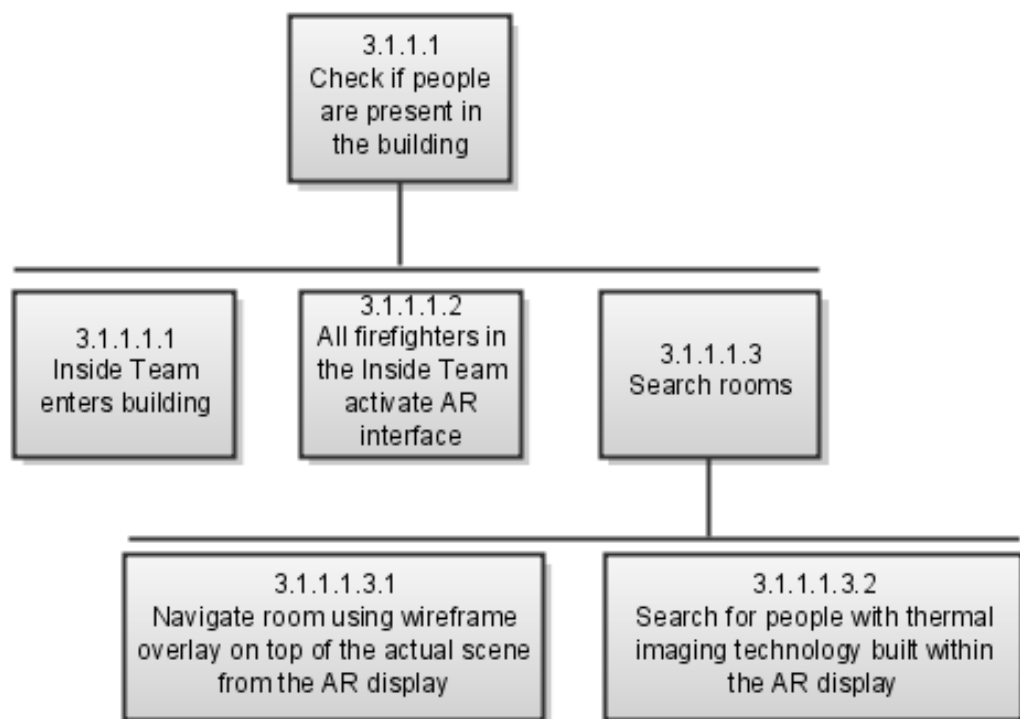 3.1.1.1
Check if people
are present in
the building
3.1.1.1.1
Inside Team
enters building
3.1.1.1.2
All firefighters in
the Inside Team
activate AR
interface
3.1.1.1.3
Search rooms
3.1.1.1.3.1
Navigate room using wireframe
overlay on top of the actual scene
from the AR display
3.1.1.1.3.2
Search for people with thermal
imaging technology built within
the AR display